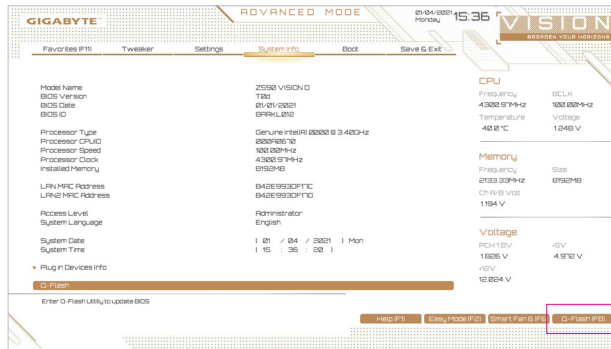 GIGABYTE™
ADVANCED MODE
01/04/2021 Monday 15:36
VISION
BROADEN YOUR HORIZONS
Favorites (F11) Tweaker Settings System Info. Boot Save & Exit
Model Name Z590 VISION D
BIOS Version T0d
BIOS Date 01/01/2021
BIOS ID 8ARKL012
Processor Type Genuine Intel(R) 0000 @ 3.40GHz
Processor CPUID 000A0670
Processor Speed 100.00MHz
Processor Clock 4300.97MHz
Installed Memory 8192MB
LAN MAC Address B42E993DF17C
LAN2 MAC Address B42E993DF17D
Access Level Administrator
System Language English
System Date [ 01 / 04 / 2021 ] Mon
System Time [ 15 : 36 : 20 ]
Plug in Devices Info
Q-Flash
Enter Q-Flash Utility to update BIOS
CPU
Frequency BCLK
4300.97MHz 100.00MHz
Temperature Voltage
40.0 °C 1.248 V
Memory
Frequency Size
2133.33MHz 8192MB
Ch A/B Volt
1.194 V
Voltage
PCH 1.8V +5V
1.826 V 4.972 V
+12V
12.024 V
Help (F1) Easy Mode (F2) Smart Fan 6 (F6) Q-Flash (F8)